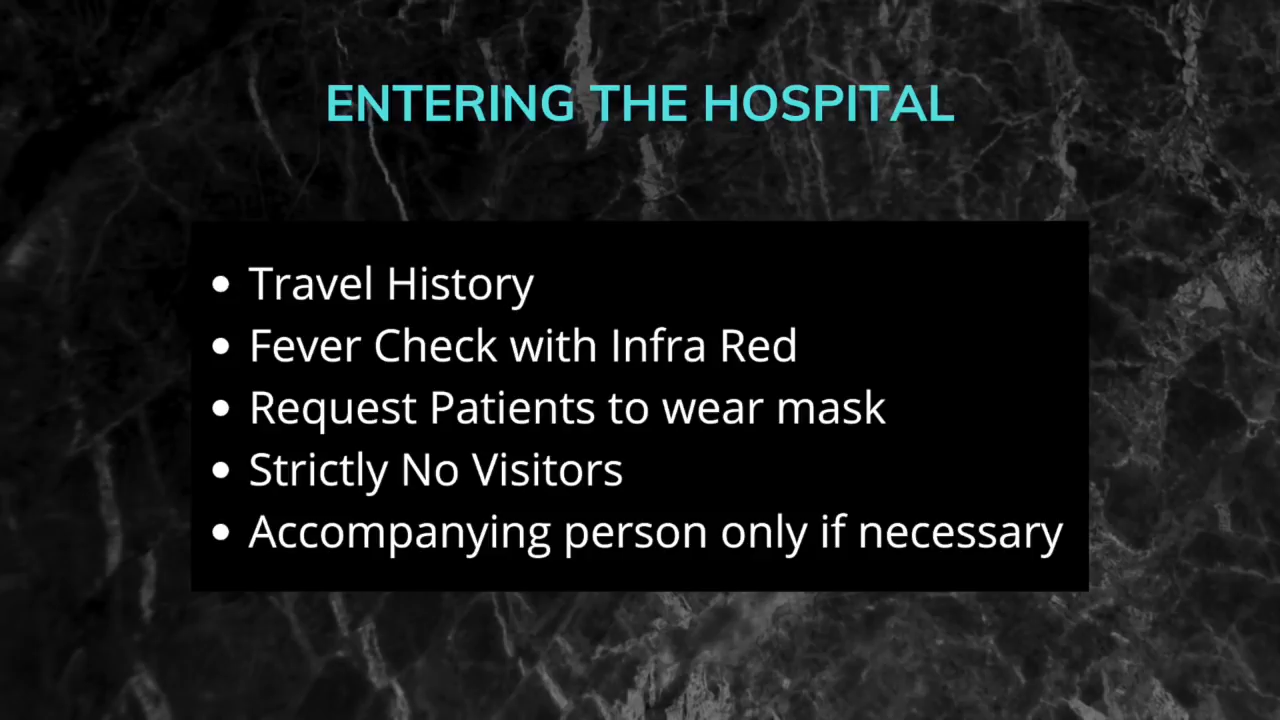 ENTERING THE HOSPITAL
• Travel History
• Fever Check with Infra Red
• Request Patients to wear mask
• Strictly No Visitors
• Accompanying person only if necessary